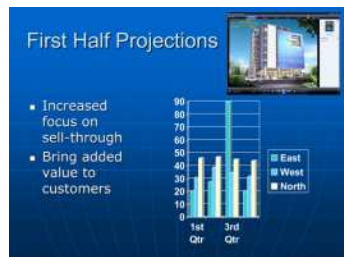 First Half Projections
Increased
focus on
sell-through
Bring added
value to
customers
90
80
70
60
50
40
30
20
10
0
1st
Qtr
3rd
Qtr
East
West
North